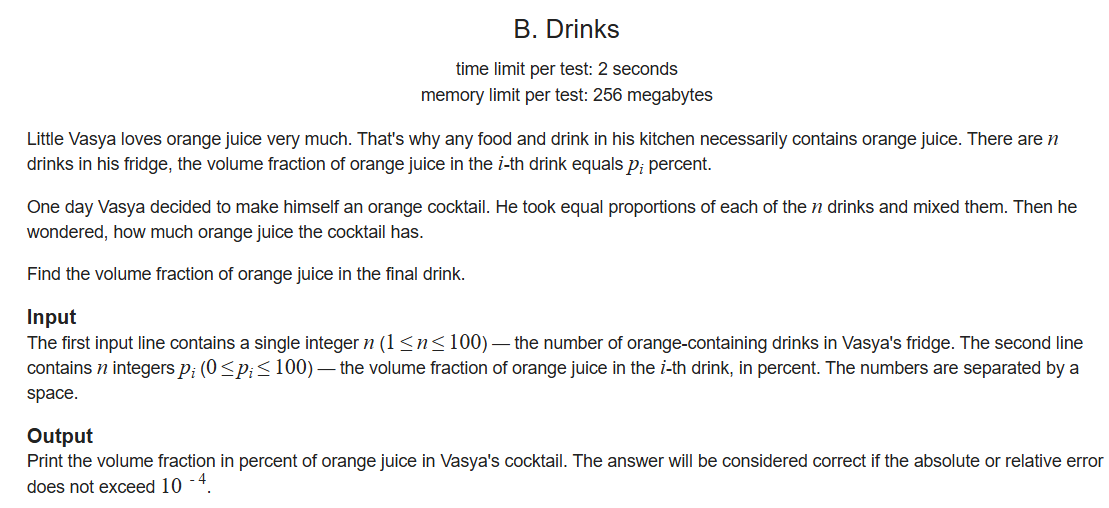 B. Drinks
time limit per test: 2 seconds
memory limit per test: 256 megabytes
Little Vasya loves orange juice very much. That's why any food and drink in his kitchen necessarily contains orange juice. There are n
drinks in his fridge, the volume fraction of orange juice in the i-th drink equals pᵢ percent.
One day Vasya decided to make himself an orange cocktail. He took equal proportions of each of the n drinks and mixed them. Then he
wondered, how much orange juice the cocktail has.
Find the volume fraction of orange juice in the final drink.
Input
The first input line contains a single integer n (1 ≤ n ≤ 100) — the number of orange-containing drinks in Vasya's fridge. The second line
contains n integers pᵢ (0 ≤ pᵢ ≤ 100) — the volume fraction of orange juice in the i-th drink, in percent. The numbers are separated by a
space.
Output
Print the volume fraction in percent of orange juice in Vasya's cocktail. The answer will be considered correct if the absolute or relative error
does not exceed 10⁻⁴.